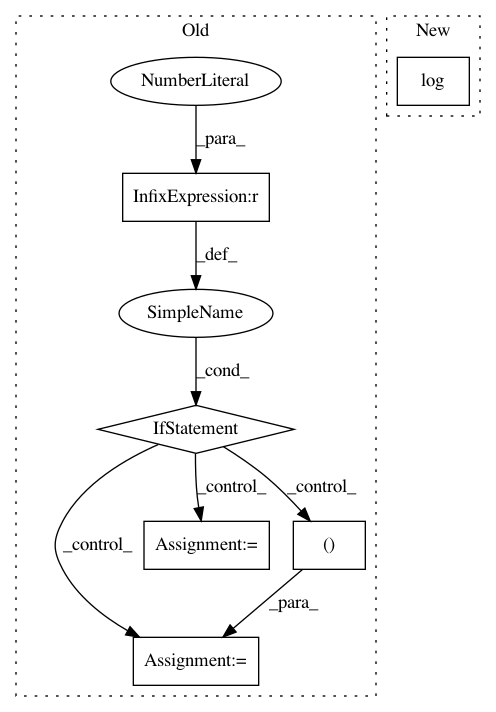 Old
New
NumberLiteral
log
_para_
InfixExpression:r
_def_
SimpleName
_cond_
IfStatement
_control_
_control_
_control_
Assignment:=
()
_para_
Assignment:=